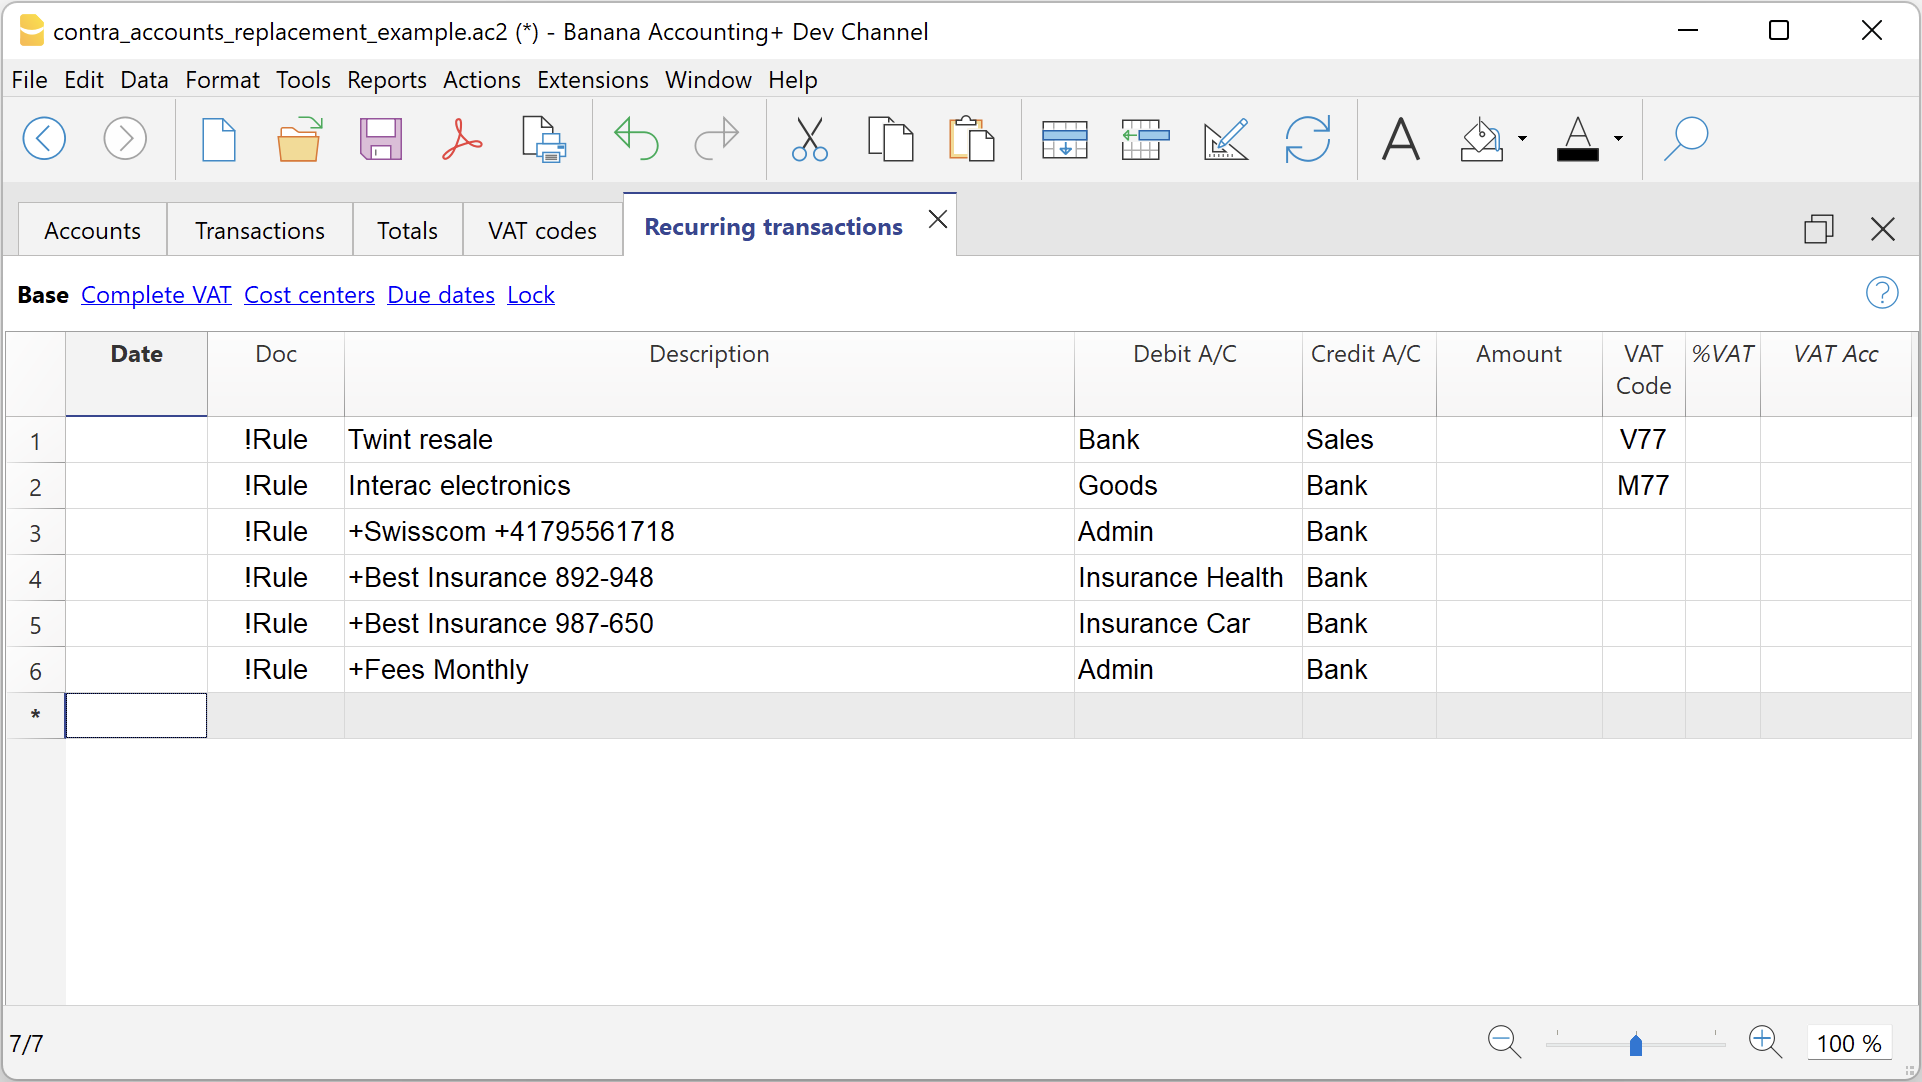 contra_accounts_replacement_example.ac2 (*) - Banana Accounting+ Dev Channel
File Edit Data Format Tools Reports Actions Extensions Window Help
Accounts Transactions Totals VAT codes Recurring transactions
Base Complete VAT Cost centers Due dates Lock
Date Doc Description Debit A/C Credit A/C Amount VAT Code %VAT VAT Acc
1 !Rule Twint resale Bank Sales V77
2 !Rule Interac electronics Goods Bank M77
3 !Rule +Swisscom +41795561718 Admin Bank
4 !Rule +Best Insurance 892-948 Insurance Health Bank
5 !Rule +Best Insurance 987-650 Insurance Car Bank
6 !Rule +Fees Monthly Admin Bank
*
7/7 100 %